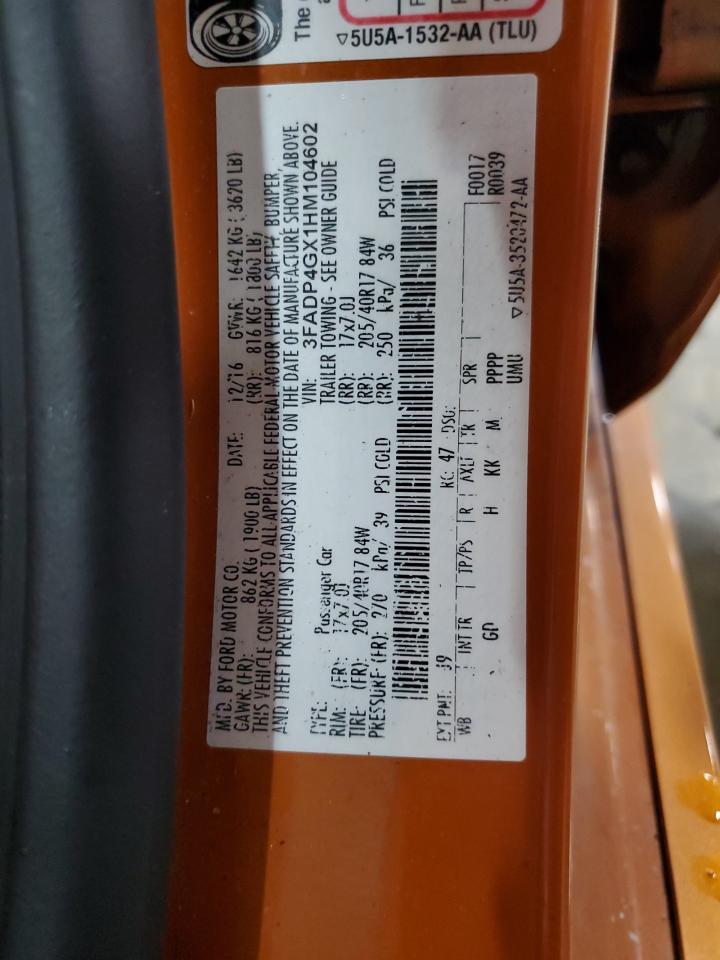 The
▽5U5A-1532-AA (TLU)
MFD. BY FORD MOTOR CO. DATE: 12/16 GVWR: 1642 KG ( 3620 LB)
GAWR: (FR): 862 KG ( 1900 LB) (RR): 816 KG ( 1800 LB)
THIS VEHICLE CONFORMS TO ALL APPLICABLE FEDERAL MOTOR VEHICLE SAFETY, BUMPER,
AND THEFT PREVENTION STANDARDS IN EFFECT ON THE DATE OF MANUFACTURE SHOWN ABOVE.
VIN: 3FADP4GX1HM104602
TYPE: Passenger Car TRAILER TOWING - SEE OWNER GUIDE
RIM: (FR): 17x7.0J (RR): 17x7.0J
TIRE: (FR): 205/40R17 84W (RR): 205/40R17 84W
PRESSURE: (FR): 270 kPa/ 39 PSI COLD (RR): 250 kPa/ 36 PSI COLD
EXT PNT: 39 RC: 47 DSO: F0017
WB INT TR TP/PS R AXLE TR SPR R0039
GP H KK M PPPP
UMU
▽5U5A-3520472-AA